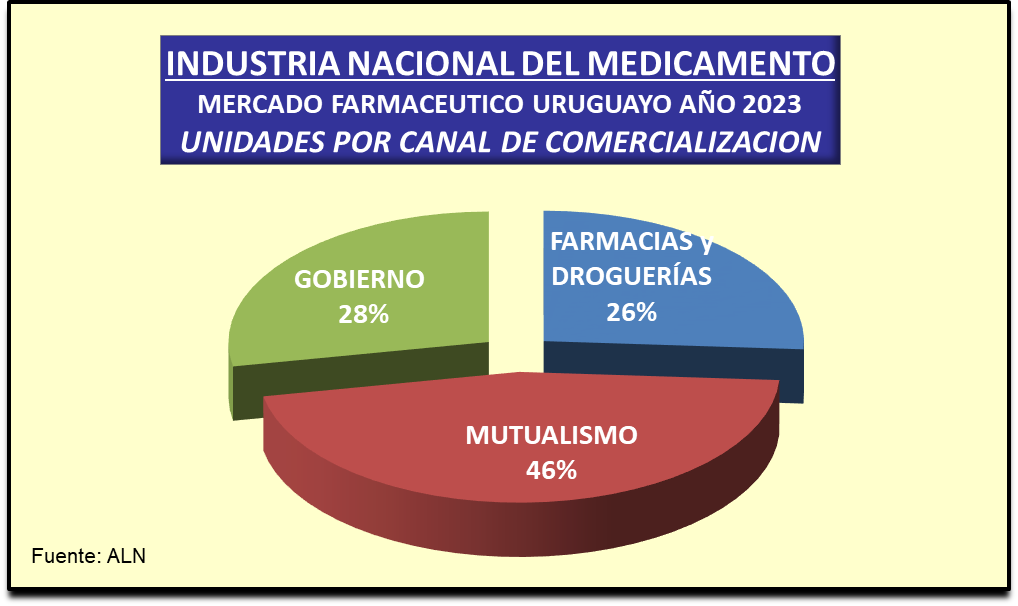 INDUSTRIA NACIONAL DEL MEDICAMENTO
MERCADO FARMACEUTICO URUGUAYO AÑO 2023
UNIDADES POR CANAL DE COMERCIALIZACION
FARMACIAS y
DROGUERÍAS
26%
GOBIERNO
28%
MUTUALISMO
46%
Fuente: ALN